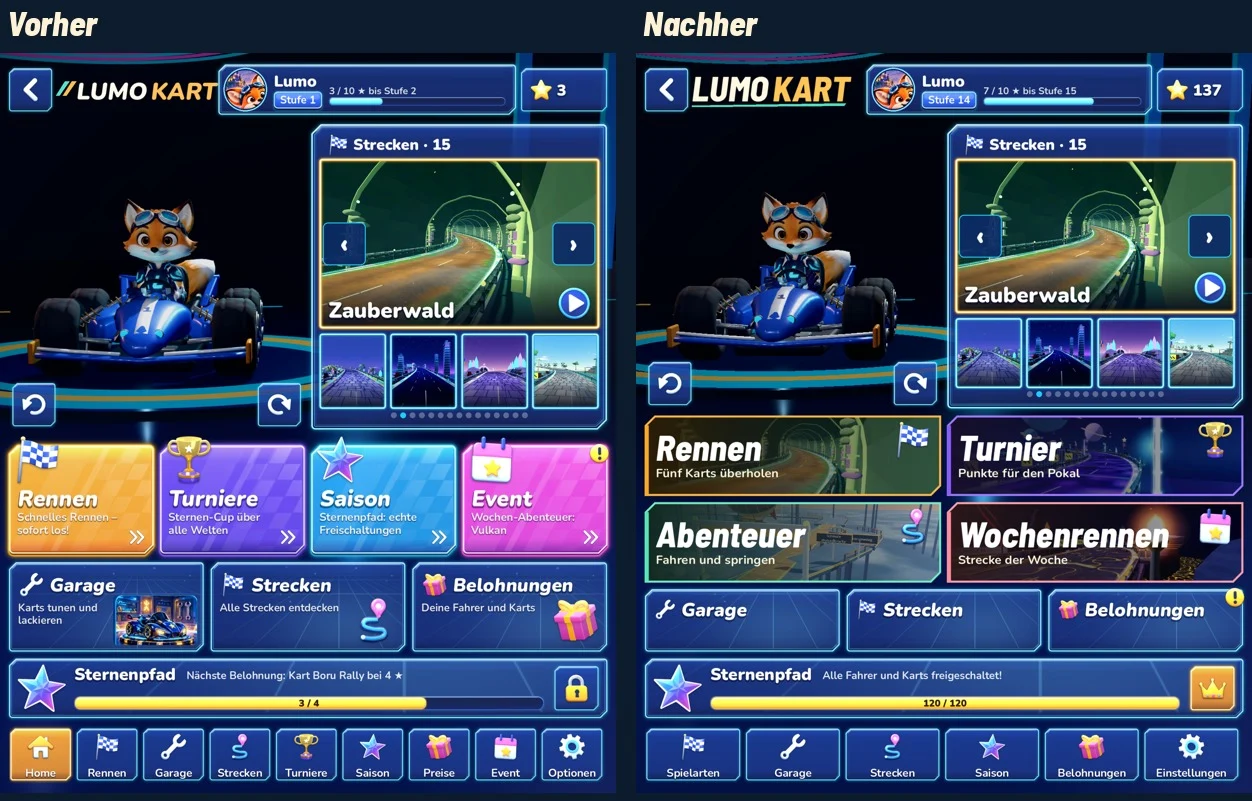 Vorher
LUMO KART
Lumo
Stufe 1
3 / 10 ★ bis Stufe 2
3
Strecken · 15
Zauberwald
Rennen
Schnelles Rennen –
sofort los!
Turniere
Sternen-Cup über
alle Welten
Saison
Sternenpfad: echte
Freischaltungen
Event
Wochen-Abenteuer:
Vulkan
Garage
Karts tunen und
lackieren
Strecken
Alle Strecken entdecken
Belohnungen
Deine Fahrer und Karts
Sternenpfad
Nächste Belohnung: Kart Boru Rally bei 4 ★
3 / 4
Home
Rennen
Garage
Strecken
Turniere
Saison
Preise
Event
Optionen
Nachher
LUMO KART
Lumo
Stufe 14
7 / 10 ★ bis Stufe 15
137
Strecken · 15
Zauberwald
Rennen
Fünf Karts überholen
Turnier
Punkte für den Pokal
Abenteuer
Fahren und springen
Wochenrennen
Strecke der Woche
Garage
Strecken
Belohnungen
Sternenpfad
Alle Fahrer und Karts freigeschaltet!
120 / 120
Spielarten
Garage
Strecken
Saison
Belohnungen
Einstellungen